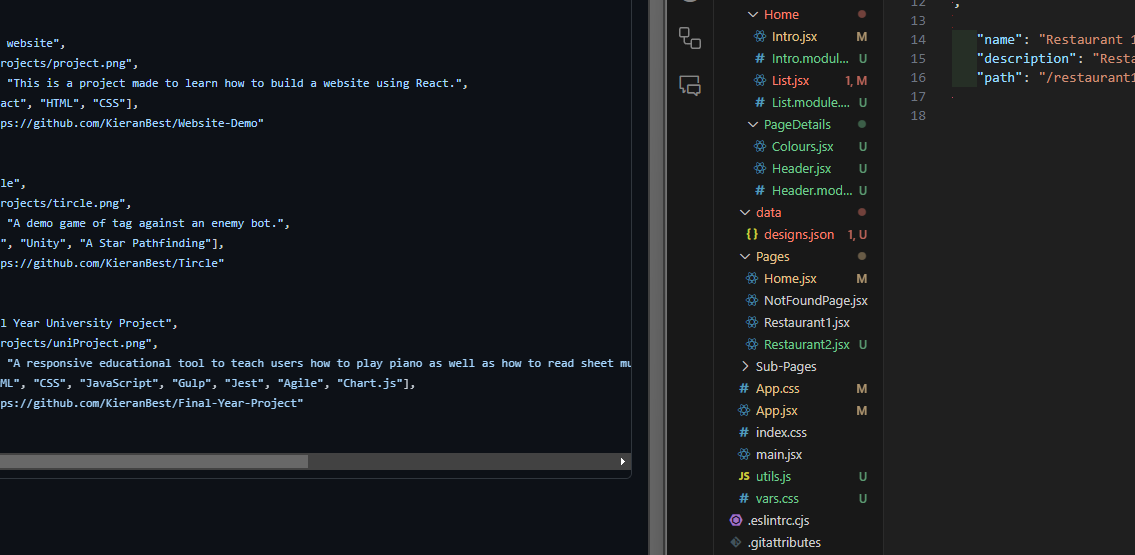 website",
rojects/project.png",
"This is a project made to learn how to build a website using React.",
act", "HTML", "CSS"],
ps://github.com/KieranBest/Website-Demo"
le",
rojects/tircle.png",
"A demo game of tag against an enemy bot.",
", "Unity", "A Star Pathfinding"],
ps://github.com/KieranBest/Tircle"
l Year University Project",
rojects/uniProject.png",
"A responsive educational tool to teach users how to play piano as well as how to read sheet mu
ML", "CSS", "JavaScript", "Gulp", "Jest", "Agile", "Chart.js"],
ps://github.com/KieranBest/Final-Year-Project"
Home
Intro.jsx M
# Intro.modul... U
List.jsx 1, M
# List.module.... U
PageDetails
Colours.jsx U
Header.jsx U
# Header.mod... U
data
{} designs.json 1, U
Pages
Home.jsx M
NotFoundPage.jsx
Restaurant1.jsx
Restaurant2.jsx U
Sub-Pages
# App.css M
App.jsx M
# index.css
main.jsx
JS utils.js U
# vars.css U
.eslintrc.cjs
.gitattributes
12 },
13
14 "name": "Restaurant 1
15 "description": "Resta
16 "path": "/restaurant1
17
18